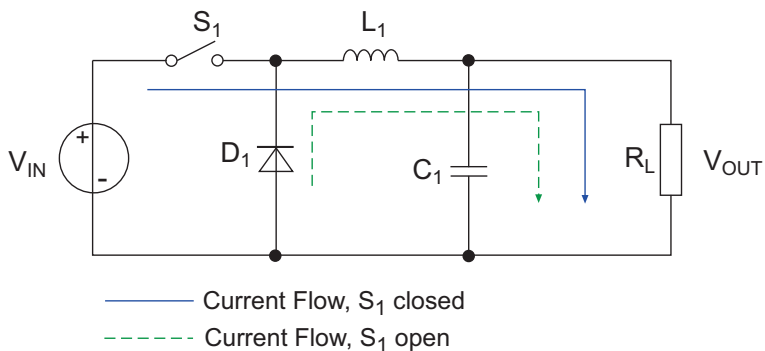 S1
L1
+
-
VIN
D1
C1
RL
VOUT
Current Flow, S1 closed
Current Flow, S1 open